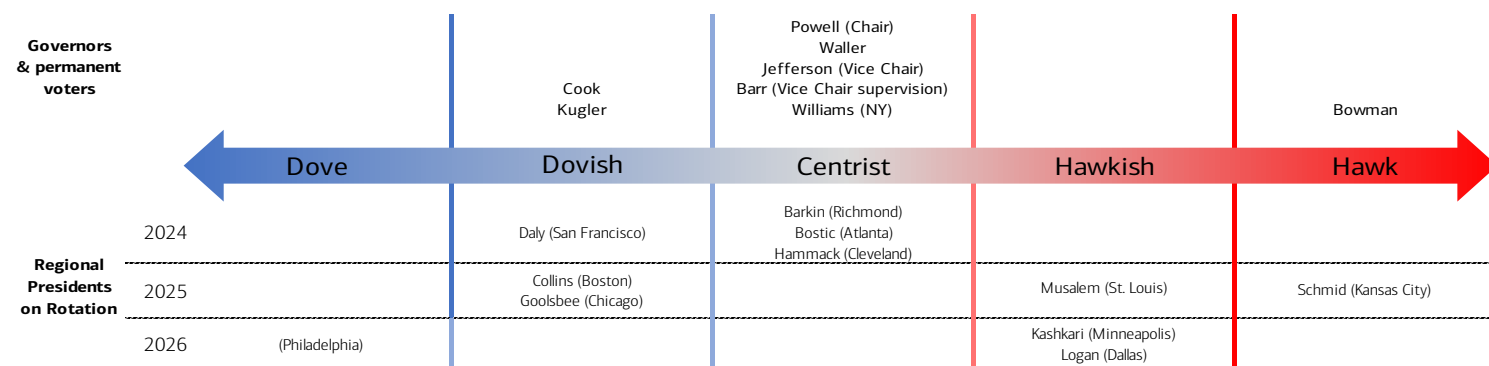 Governors
& permanent
voters
Cook
Kugler
Powell (Chair)
Waller
Jefferson (Vice Chair)
Barr (Vice Chair supervision)
Williams (NY)
Bowman
Dove
Dovish
Centrist
Hawkish
Hawk
Regional
Presidents
on Rotation
2024
Daly (San Francisco)
Barkin (Richmond)
Bostic (Atlanta)
Hammack (Cleveland)
2025
Collins (Boston)
Goolsbee (Chicago)
Musalem (St. Louis)
Schmid (Kansas City)
2026
(Philadelphia)
Kashkari (Minneapolis)
Logan (Dallas)